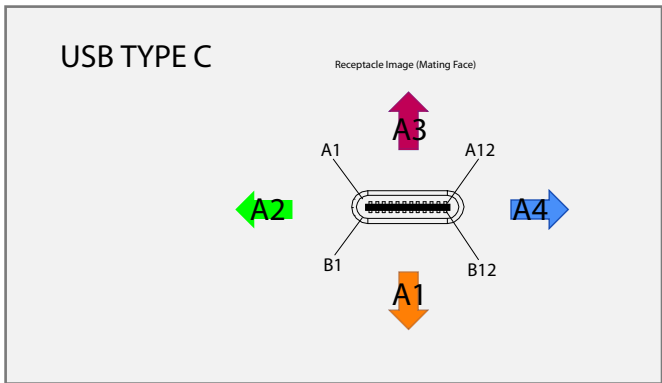 USB TYPE C
Receptacle Image (Mating Face)
A3
A1
A12
A2
A4
B1
B12
A1